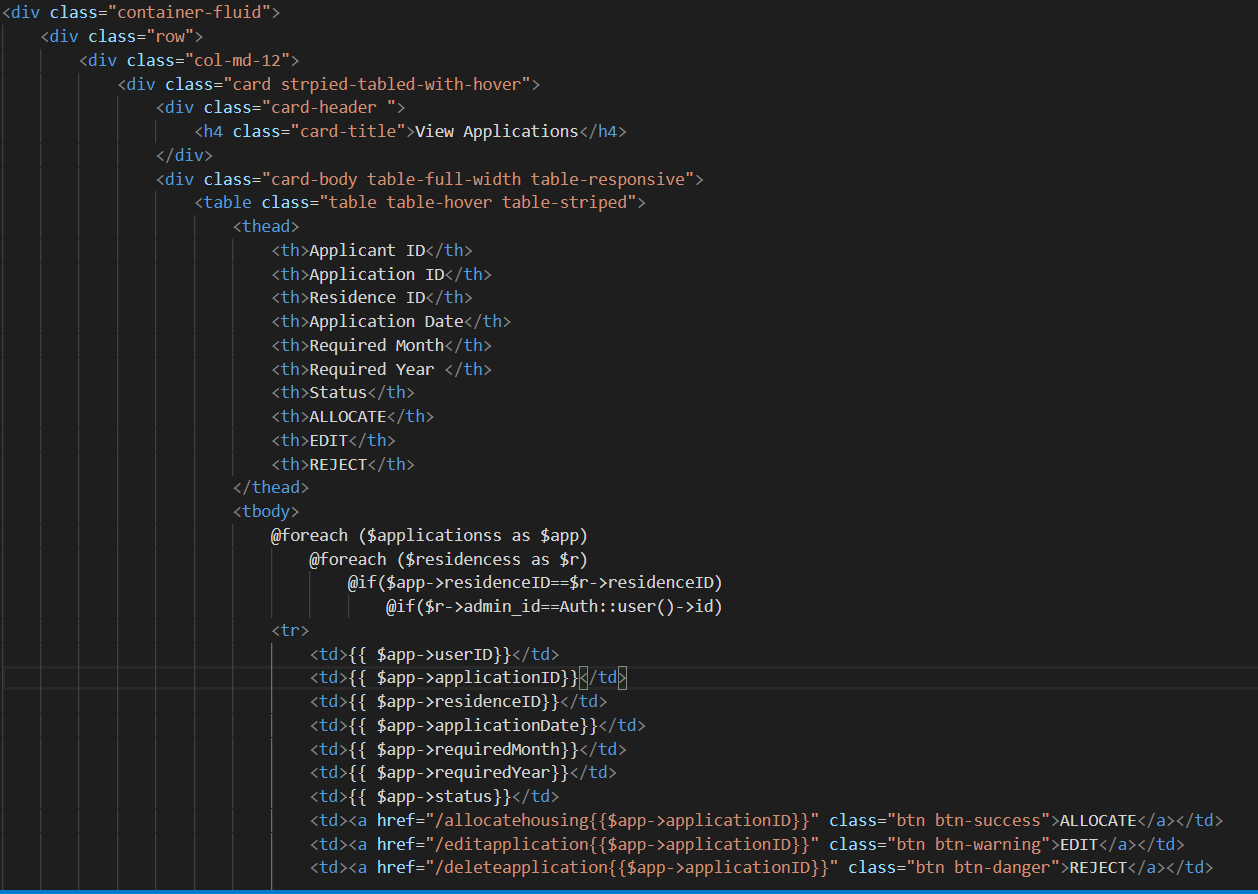 <div class="container-fluid">
<div class="row">
<div class="col-md-12">
<div class="card strpied-tabled-with-hover">
<div class="card-header ">
<h4 class="card-title">View Applications</h4>
</div>
<div class="card-body table-full-width table-responsive">
<table class="table table-hover table-striped">
<thead>
<th>Applicant ID</th>
<th>Application ID</th>
<th>Residence ID</th>
<th>Application Date</th>
<th>Required Month</th>
<th>Required Year </th>
<th>Status</th>
<th>ALLOCATE</th>
<th>EDIT</th>
<th>REJECT</th>
</thead>
<tbody>
@foreach ($applicationss as $app)
@foreach ($residencess as $r)
@if($app->residenceID==$r->residenceID)
@if($r->admin_id==Auth::user()->id)
<tr>
<td>{{ $app->userID}}</td>
<td>{{ $app->applicationID}}</td>
<td>{{ $app->residenceID}}</td>
<td>{{ $app->applicationDate}}</td>
<td>{{ $app->requiredMonth}}</td>
<td>{{ $app->requiredYear}}</td>
<td>{{ $app->status}}</td>
<td><a href="/allocatehousing{{$app->applicationID}}" class="btn btn-success">ALLOCATE</a></td>
<td><a href="/editapplication{{$app->applicationID}}" class="btn btn-warning">EDIT</a></td>
<td><a href="/deleteapplication{{$app->applicationID}}" class="btn btn-danger">REJECT</a></td>